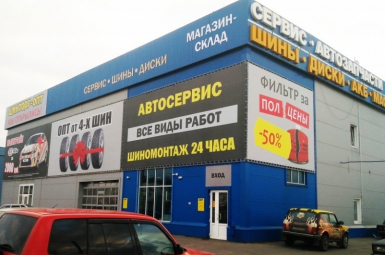 МАГАЗИН-
СКЛАД
СЕРВИС · АВТОЗАПЧАСТИ
ШИНЫ · ДИСКИ · АКБ · МА
СЕРВИС · ШИНЫ · ДИСКИ
ОПТ от 4-х ШИН
АВТОСЕРВИС
ВСЕ ВИДЫ РАБОТ
ШИНОМОНТАЖ 24 ЧАСА
ФИЛЬТР за
ПОЛ
ЦЕНЫ
-50%
ВХОД